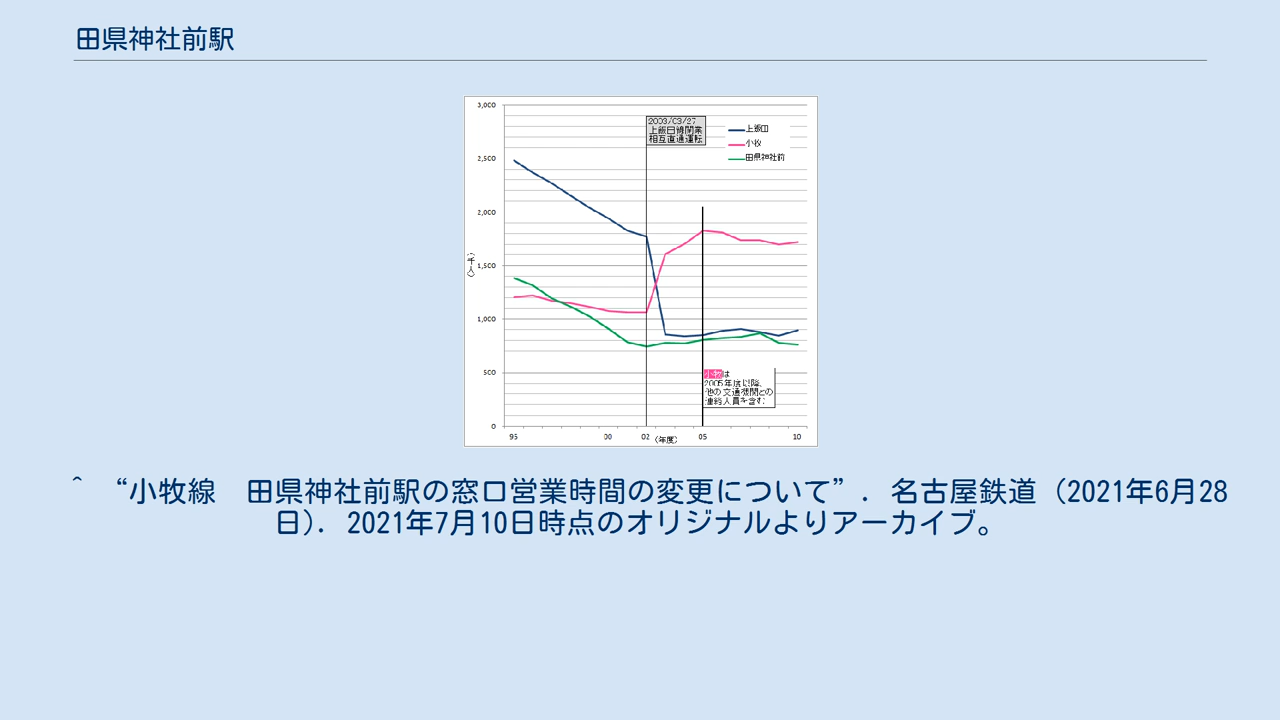 田県神社前駅
3,000
2,500
2,000
1,500
1,000
500
0
(千人)
2003/03/27
上飯田線開業
相互直通運転
上飯田
小牧
田県神社前
小牧は
2005年度以降、
他の交通機関との
連絡人員を含む
95
00
02
(年度)
05
10
^ “小牧線 田県神社前駅の窓口営業時間の変更について”. 名古屋鉄道 (2021年6月28
日). 2021年7月10日時点のオリジナルよりアーカイブ。